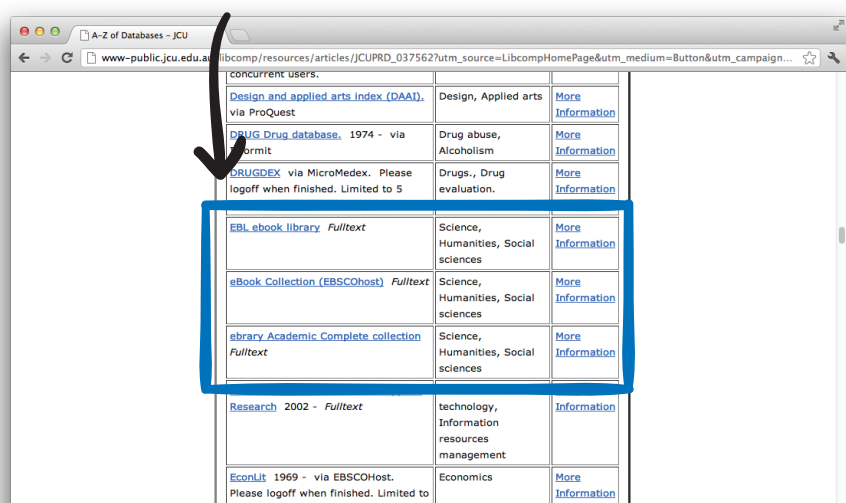 A-Z of Databases - JCU
www-public.jcu.edu.au/libcomp/resources/articles/JCUPRD_037562?utm_source=LibcompHomePage&utm_medium=Button&utm_campaign...
concurrent users.
Design and applied arts index (DAAI). Design, Applied arts More
via ProQuest Information
DRUG Drug database. 1974 - via Drug abuse, More
Informit Alcoholism Information
DRUGDEX via MicroMedex. Please Drugs., Drug More
logoff when finished. Limited to 5 evaluation. Information
EBL ebook library Fulltext Science, More
Humanities, Social Information
sciences
eBook Collection (EBSCOhost) Fulltext Science, More
Humanities, Social Information
sciences
ebrary Academic Complete collection Science, More
Fulltext Humanities, Social Information
sciences
Research 2002 - Fulltext technology, Information
Information
resources
management
EconLit 1969 - via EBSCOHost. Economics More
Please logoff when finished. Limited to Information